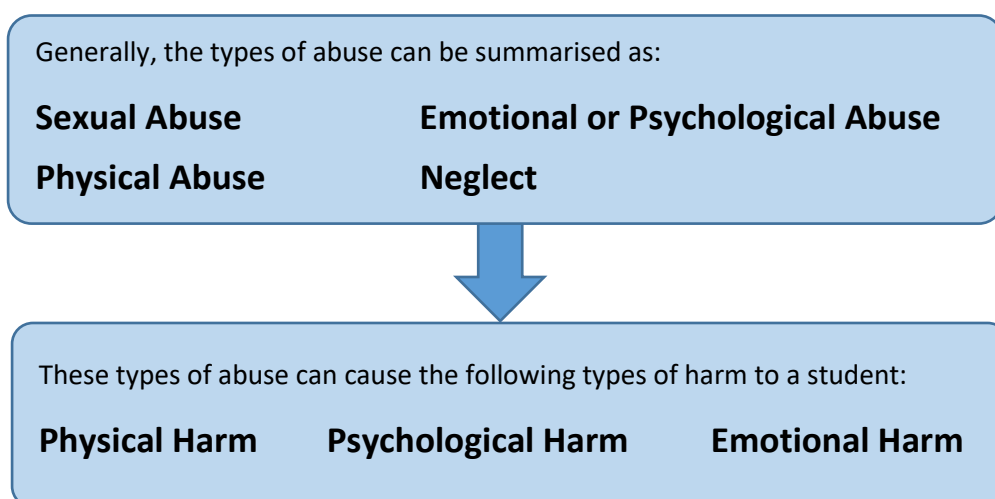 Generally, the types of abuse can be summarised as:
Sexual Abuse Emotional or Psychological Abuse
Physical Abuse Neglect
These types of abuse can cause the following types of harm to a student:
Physical Harm Psychological Harm Emotional Harm